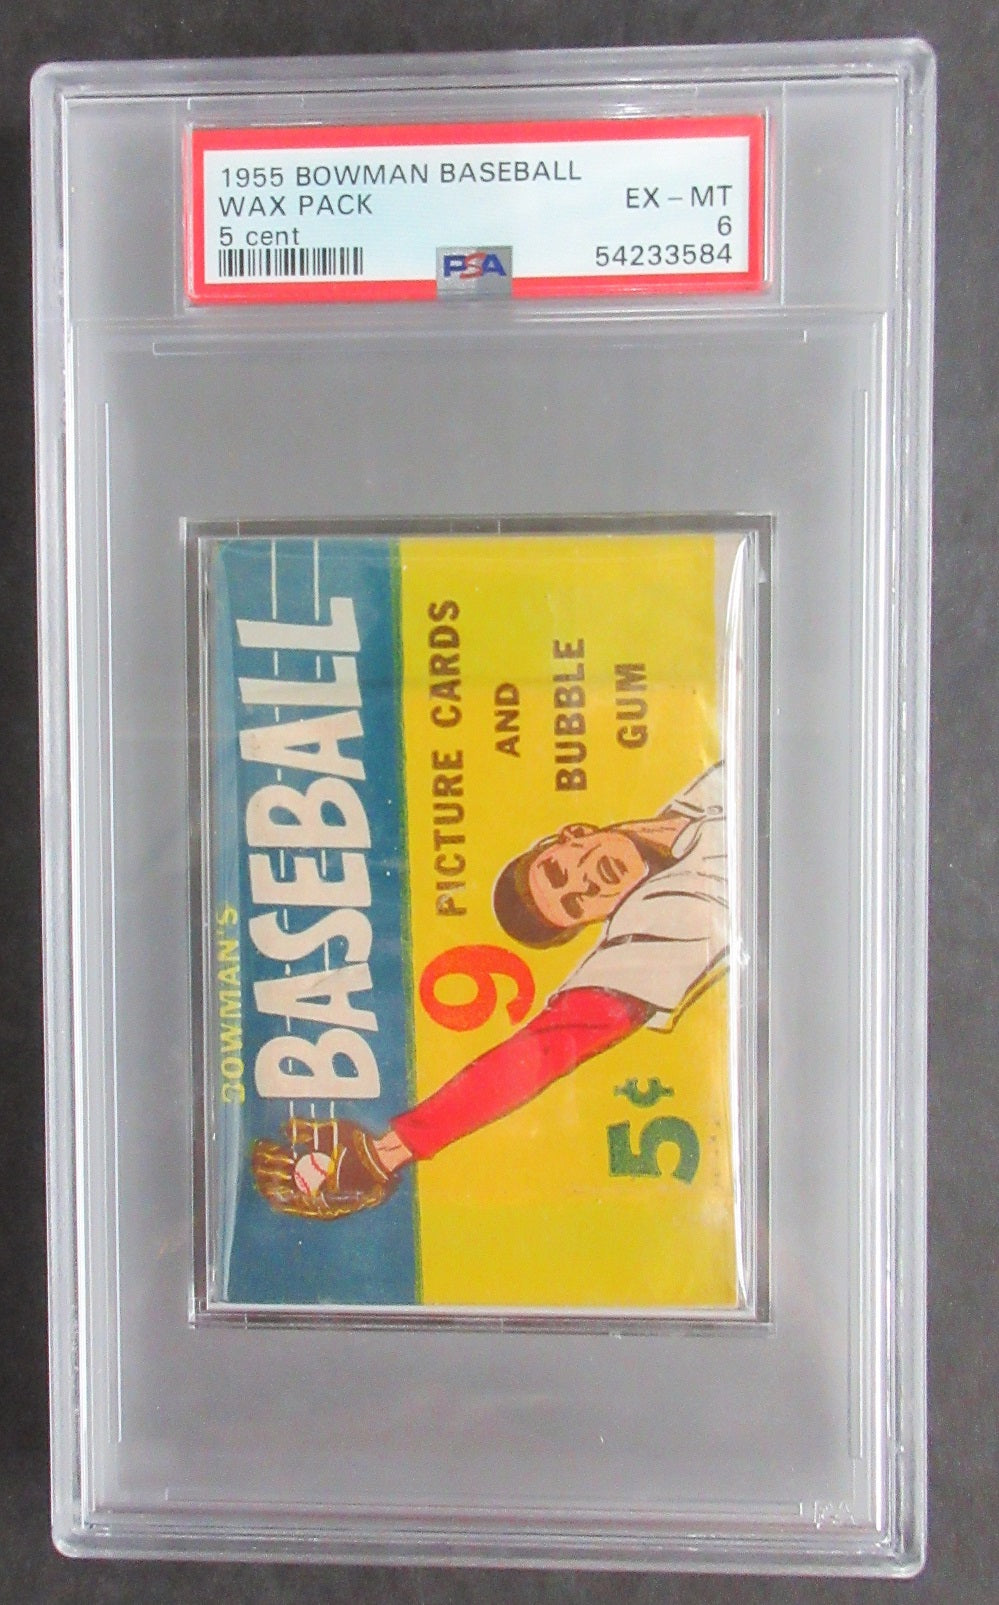 1955 BOWMAN BASEBALL
WAX PACK
EX - MT
5 cent
6
PSA
54233584
BOWMAN'S
BASEBALL
9 PICTURE CARDS
AND
BUBBLE
GUM
5¢
PSA